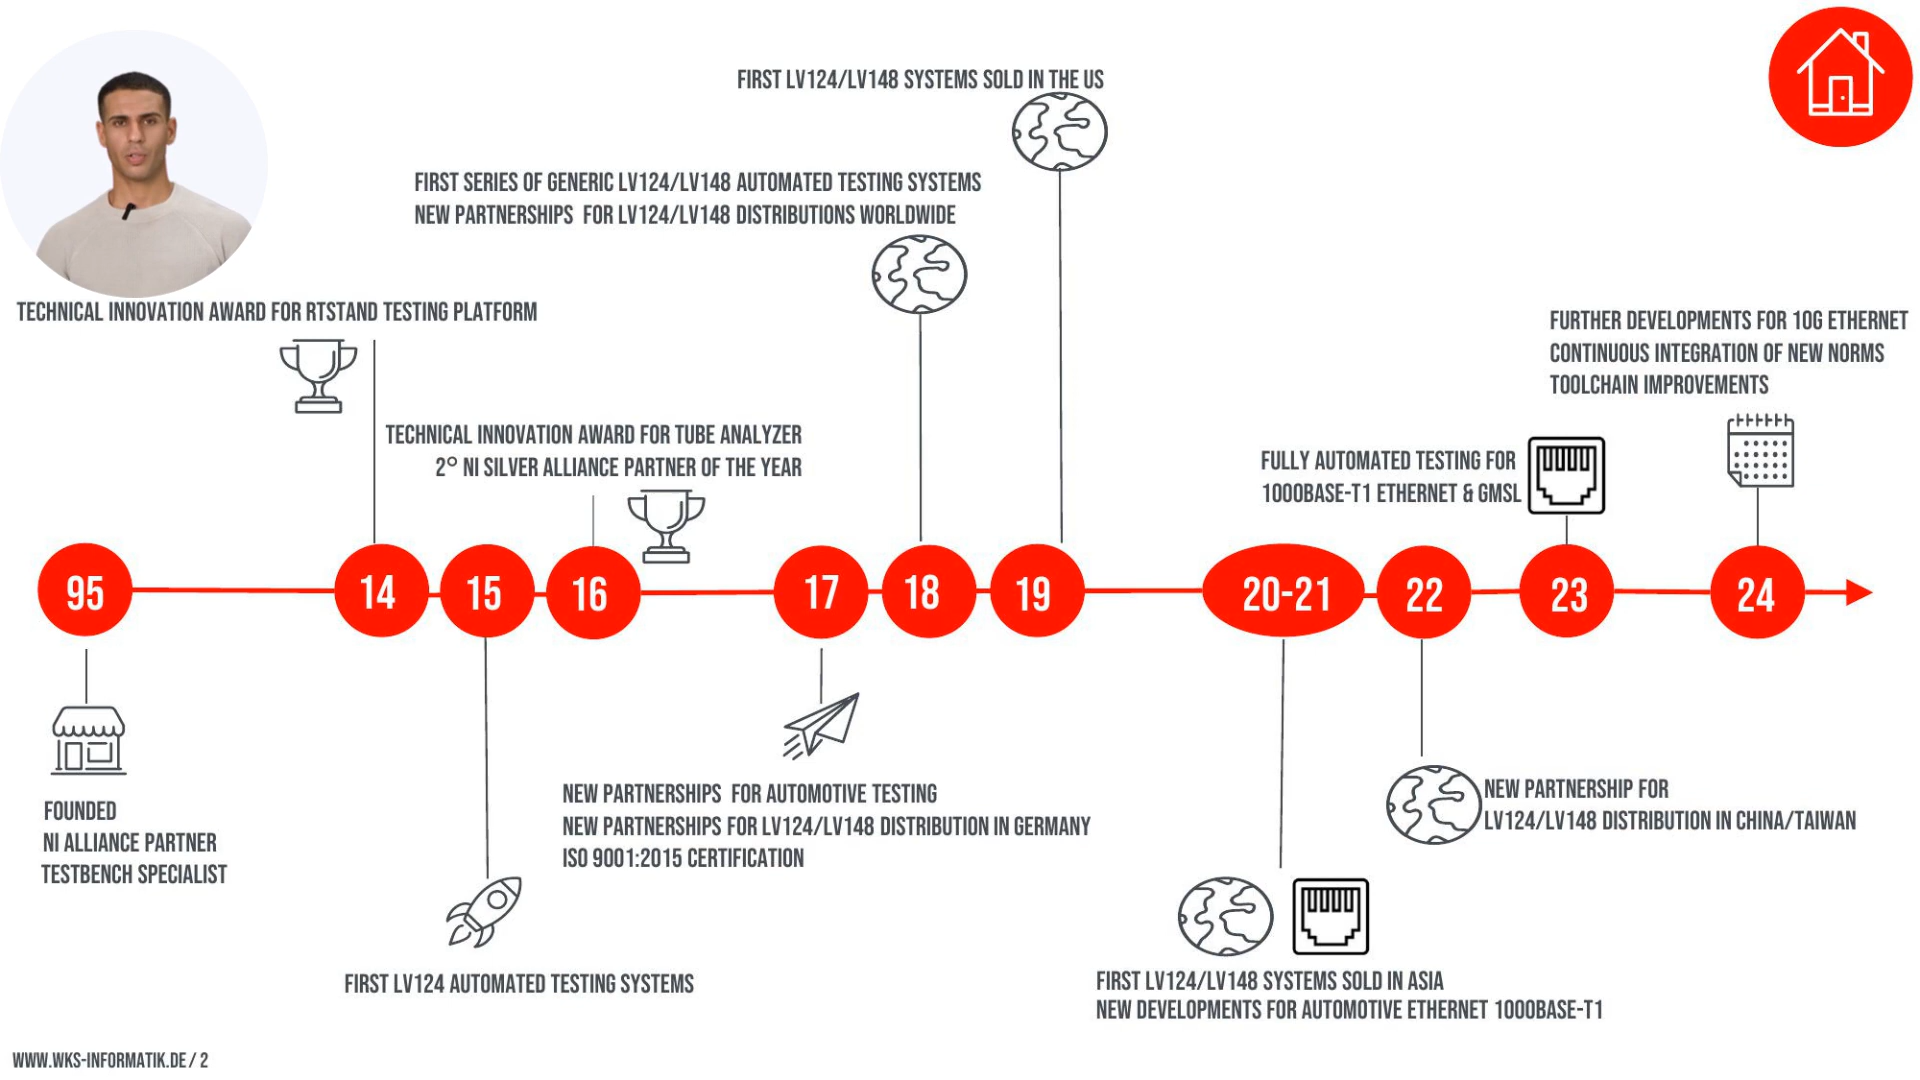 FIRST LV124/LV148 SYSTEMS SOLD IN THE US
FIRST SERIES OF GENERIC LV124/LV148 AUTOMATED TESTING SYSTEMS
NEW PARTNERSHIPS FOR LV124/LV148 DISTRIBUTIONS WORLDWIDE
TECHNICAL INNOVATION AWARD FOR RTSTAND TESTING PLATFORM
FURTHER DEVELOPMENTS FOR 10G ETHERNET
CONTINUOUS INTEGRATION OF NEW NORMS
TOOLCHAIN IMPROVEMENTS
TECHNICAL INNOVATION AWARD FOR TUBE ANALYZER
2° NI SILVER ALLIANCE PARTNER OF THE YEAR
FULLY AUTOMATED TESTING FOR
1000BASE-T1 ETHERNET & GMSL
95
14
15
16
17
18
19
20-21
22
23
24
FOUNDED
NI ALLIANCE PARTNER
TESTBENCH SPECIALIST
NEW PARTNERSHIPS FOR AUTOMOTIVE TESTING
NEW PARTNERSHIPS FOR LV124/LV148 DISTRIBUTION IN GERMANY
ISO 9001:2015 CERTIFICATION
NEW PARTNERSHIP FOR
LV124/LV148 DISTRIBUTION IN CHINA/TAIWAN
FIRST LV124 AUTOMATED TESTING SYSTEMS
FIRST LV124/LV148 SYSTEMS SOLD IN ASIA
NEW DEVELOPMENTS FOR AUTOMOTIVE ETHERNET 1000BASE-T1
WWW.WKS-INFORMATIK.DE / 2